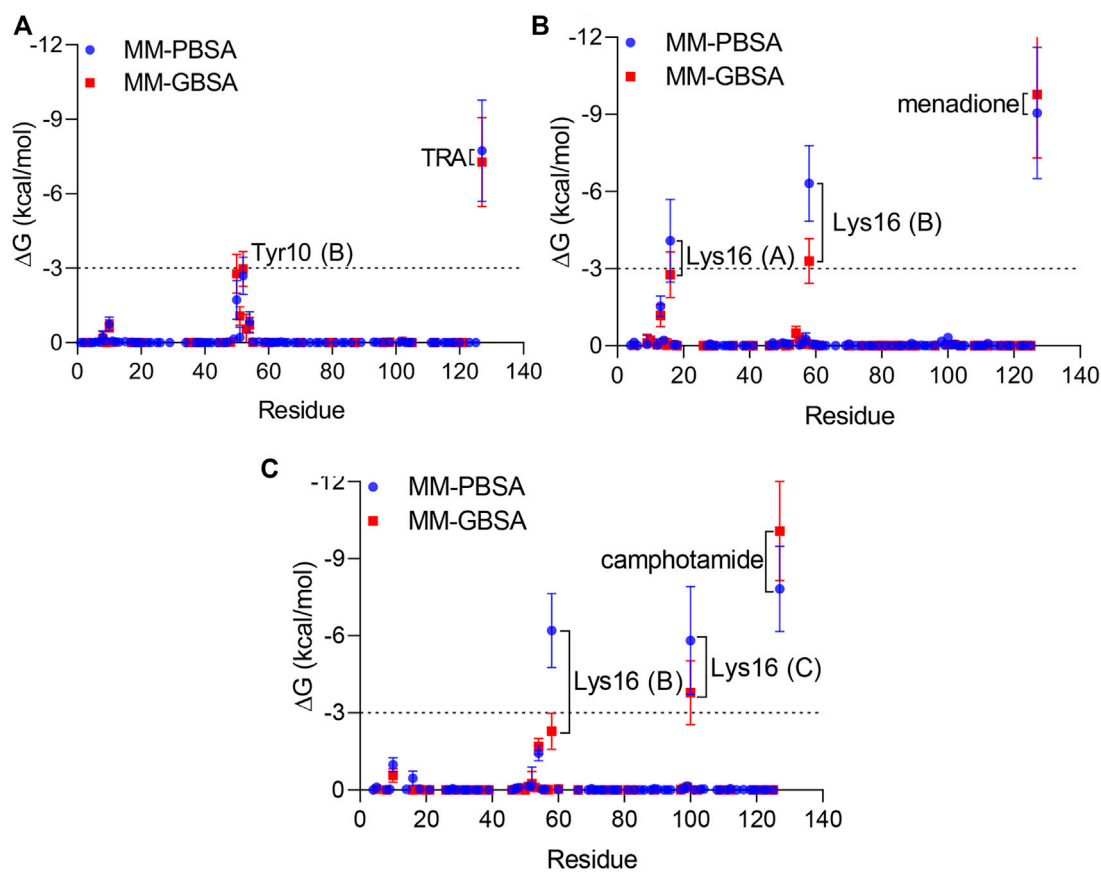 A
MM-PBSA
MM-GBSA
ΔG (kcal/mol)
-12
-9
-6
-3
0
TRA
Tyr10 (B)
0 20 40 60 80 100 120 140
Residue
B
MM-PBSA
MM-GBSA
ΔG (kcal/mol)
-12
-9
-6
-3
0
menadione
Lys16 (B)
Lys16 (A)
0 20 40 60 80 100 120 140
Residue
C
MM-PBSA
MM-GBSA
ΔG (kcal/mol)
-12
-9
-6
-3
0
camphotamide
Lys16 (B)
Lys16 (C)
0 20 40 60 80 100 120 140
Residue